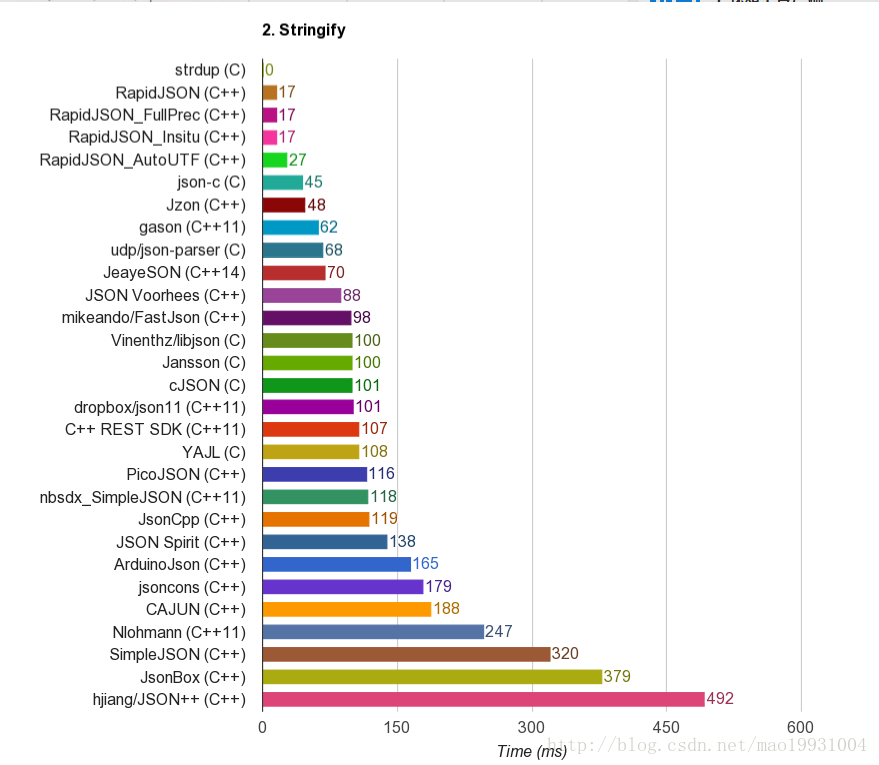 2. Stringify
strdup (C) 0
RapidJSON (C++) 17
RapidJSON_FullPrec (C++) 17
RapidJSON_Insitu (C++) 17
RapidJSON_AutoUTF (C++) 27
json-c (C) 45
Jzon (C++) 48
gason (C++11) 62
udp/json-parser (C) 68
JeayeSON (C++14) 70
JSON Voorhees (C++) 88
mikeando/FastJson (C++) 98
Vinenthz/libjson (C) 100
Jansson (C) 100
cJSON (C) 101
dropbox/json11 (C++11) 101
C++ REST SDK (C++11) 107
YAJL (C) 108
PicoJSON (C++) 116
nbsdx_SimpleJSON (C++11) 118
JsonCpp (C++) 119
JSON Spirit (C++) 138
ArduinoJson (C++) 165
jsoncons (C++) 179
CAJUN (C++) 188
Nlohmann (C++11) 247
SimpleJSON (C++) 320
JsonBox (C++) 379
hjiang/JSON++ (C++) 492
0 150 300 450 600
Time (ms)
http://blog.csdn.net/mao19931004